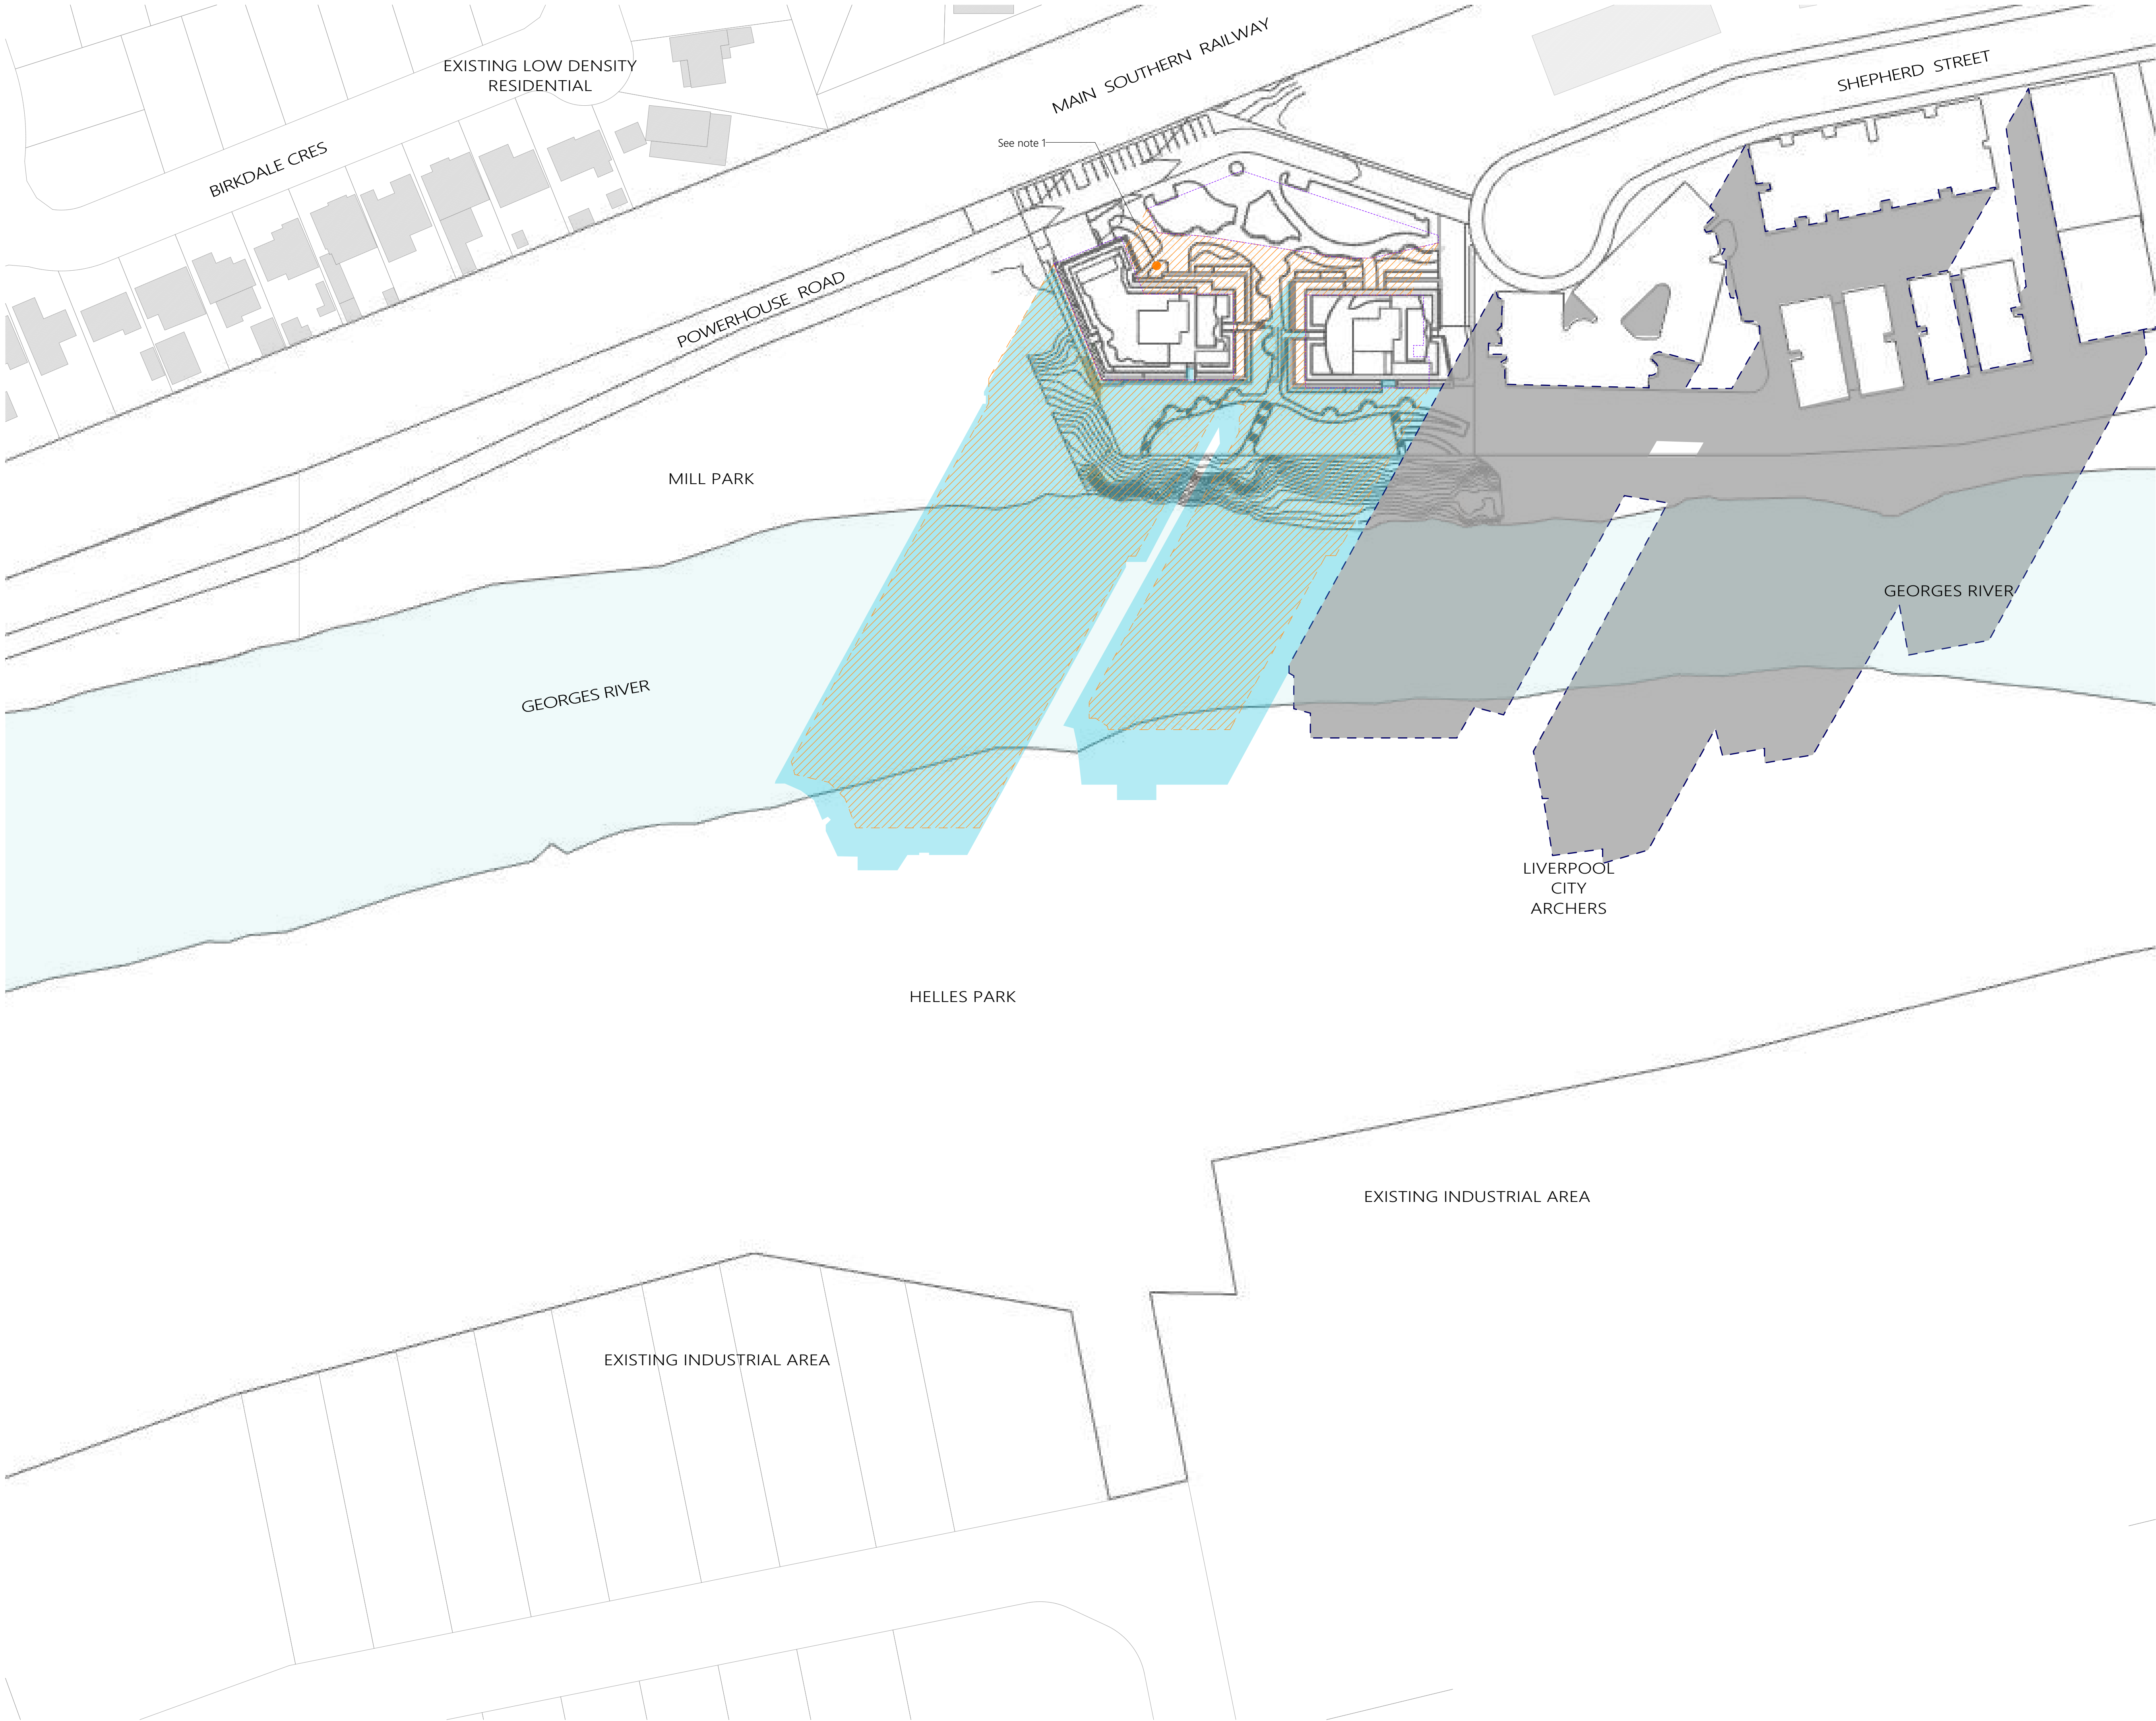 EXISTING LOW DENSITY
RESIDENTIAL
MAIN SOUTHERN RAILWAY
SHEPHERD STREET
See note 1
BIRKDALE CRES
POWERHOUSE ROAD
MILL PARK
GEORGES RIVER
GEORGES RIVER
LIVERPOOL
CITY
ARCHERS
HELLES PARK
EXISTING INDUSTRIAL AREA
EXISTING INDUSTRIAL AREA